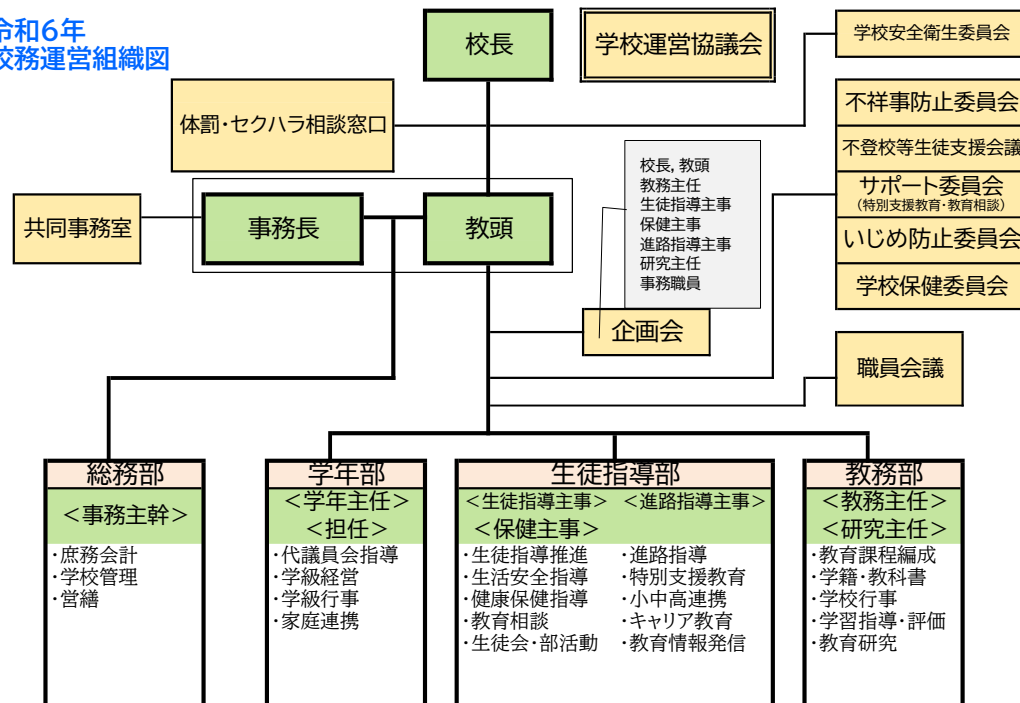 令和6年
校務運営組織図
校長
学校運営協議会
学校安全衛生委員会
体罰・セクハラ相談窓口
不祥事防止委員会
不登校等生徒支援会議
サポート委員会
(特別支援教育・教育相談)
いじめ防止委員会
学校保健委員会
校長, 教頭
教務主任
生徒指導主事
保健主事
進路指導主事
研究主任
事務職員
共同事務室
事務長
教頭
企画会
職員会議
総務部
<事務主幹>
・庶務会計
・学校管理
・営繕
学年部
<学年主任>
<担任>
・代議員会指導
・学級経営
・学級行事
・家庭連携
生徒指導部
<生徒指導主事> <進路指導主事>
<保健主事>
・生徒指導推進
・生活安全指導
・健康保健指導
・教育相談
・生徒会・部活動
・進路指導
・特別支援教育
・小中高連携
・キャリア教育
・教育情報発信
教務部
<教務主任>
<研究主任>
・教育課程編成
・学籍・教科書
・学校行事
・学習指導・評価
・教育研究